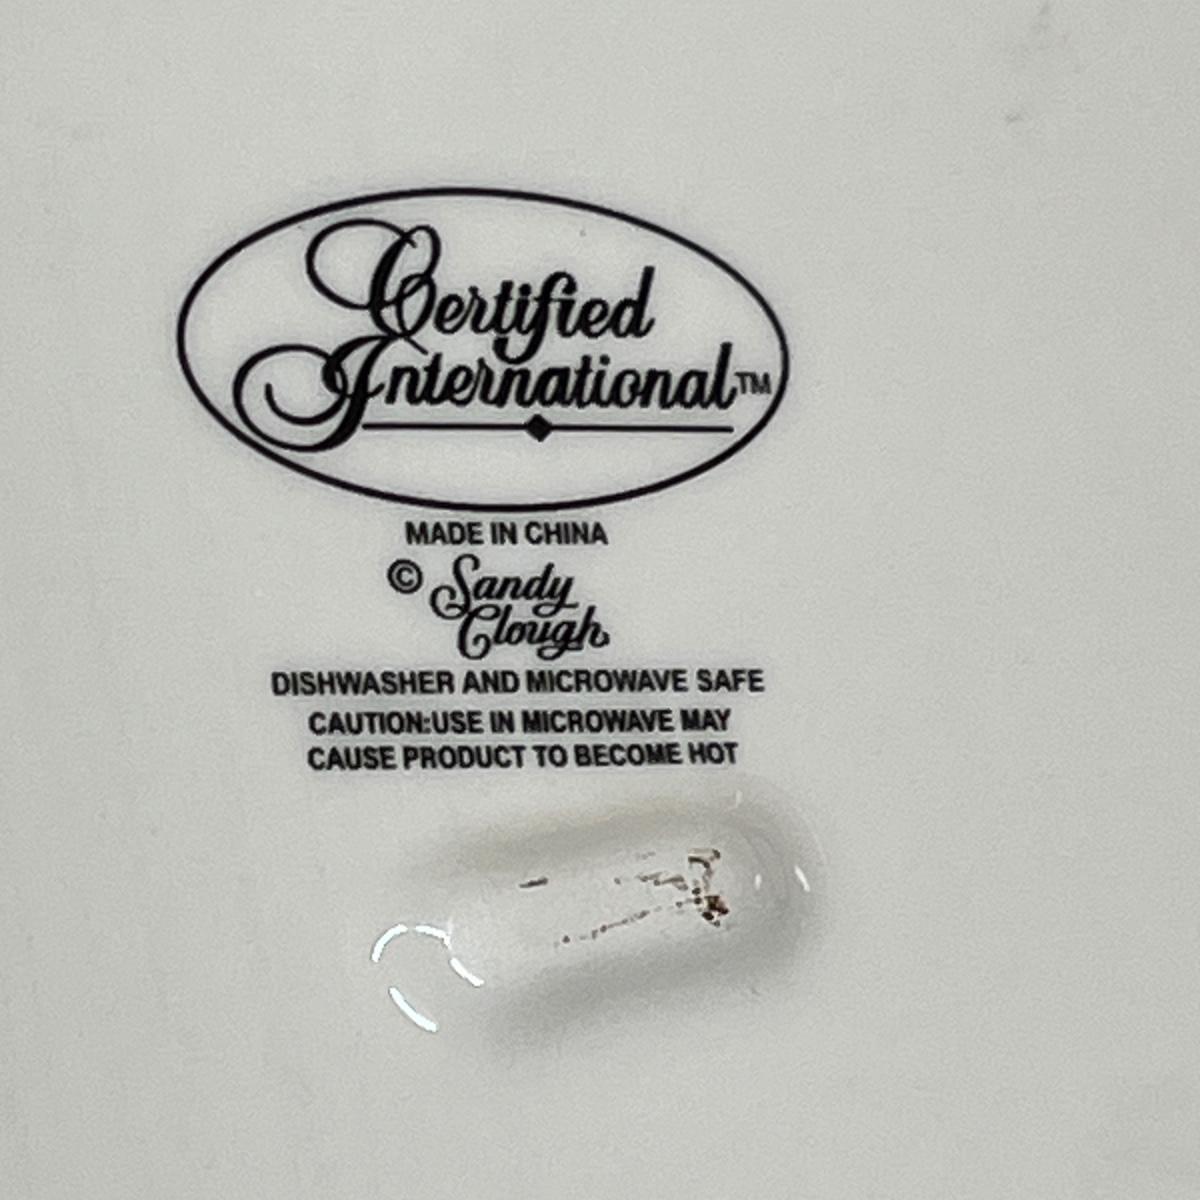 Certified
International™
MADE IN CHINA
© Sandy
Clough
DISHWASHER AND MICROWAVE SAFE
CAUTION:USE IN MICROWAVE MAY
CAUSE PRODUCT TO BECOME HOT